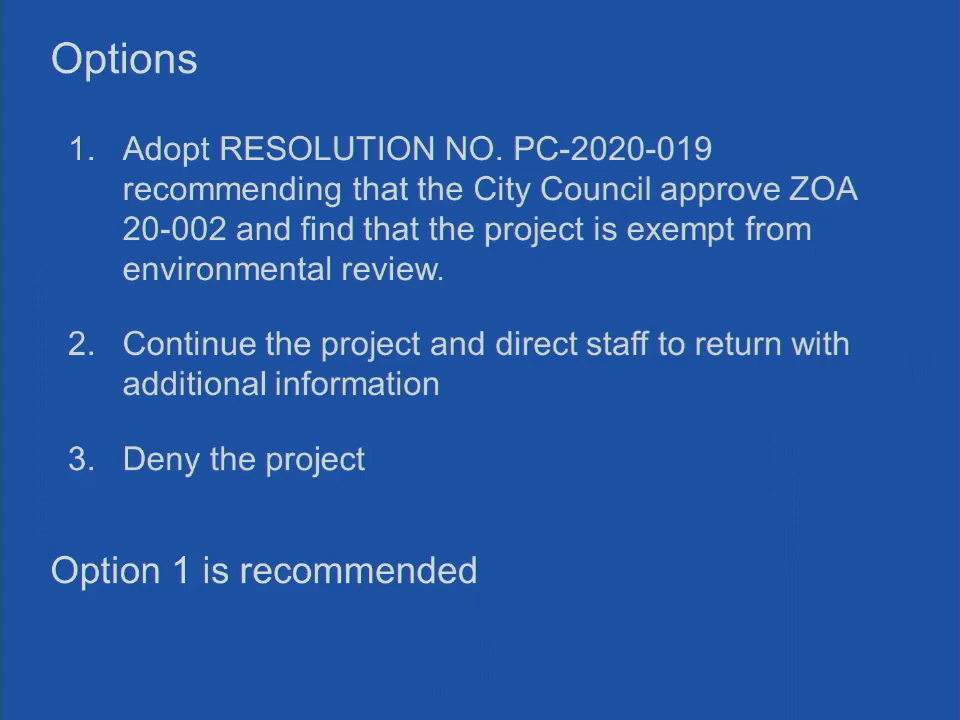 Options
1. Adopt RESOLUTION NO. PC-2020-019
recommending that the City Council approve ZOA
20-002 and find that the project is exempt from
environmental review.
2. Continue the project and direct staff to return with
additional information
3. Deny the project
Option 1 is recommended